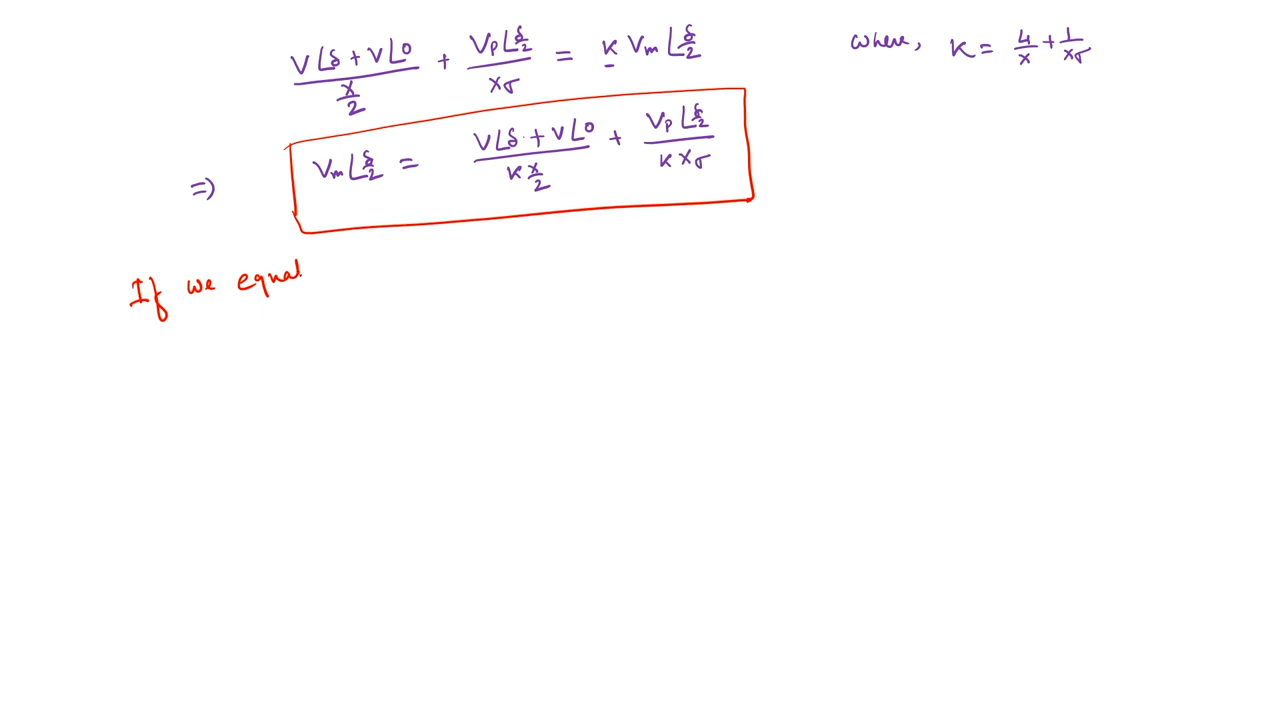 (V∠δ + V∠0)/(x/2) + (Vp∠δ/2)/(xσ) = K Vm∠δ/2 where, K = 4/x + 1/xσ
⇒ Vm∠δ/2 = (V∠δ + V∠0)/(K x/2) + (Vp∠δ/2)/(K xσ)
If we equal